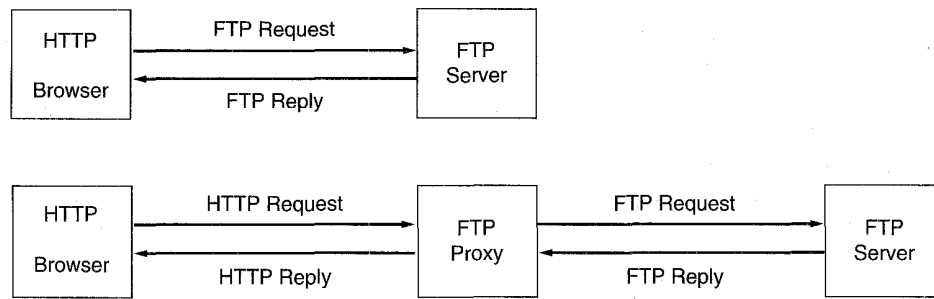 HTTP
Browser
FTP Request
FTP Reply
FTP
Server
HTTP
Browser
HTTP Request
HTTP Reply
FTP
Proxy
FTP Request
FTP Reply
FTP
Server